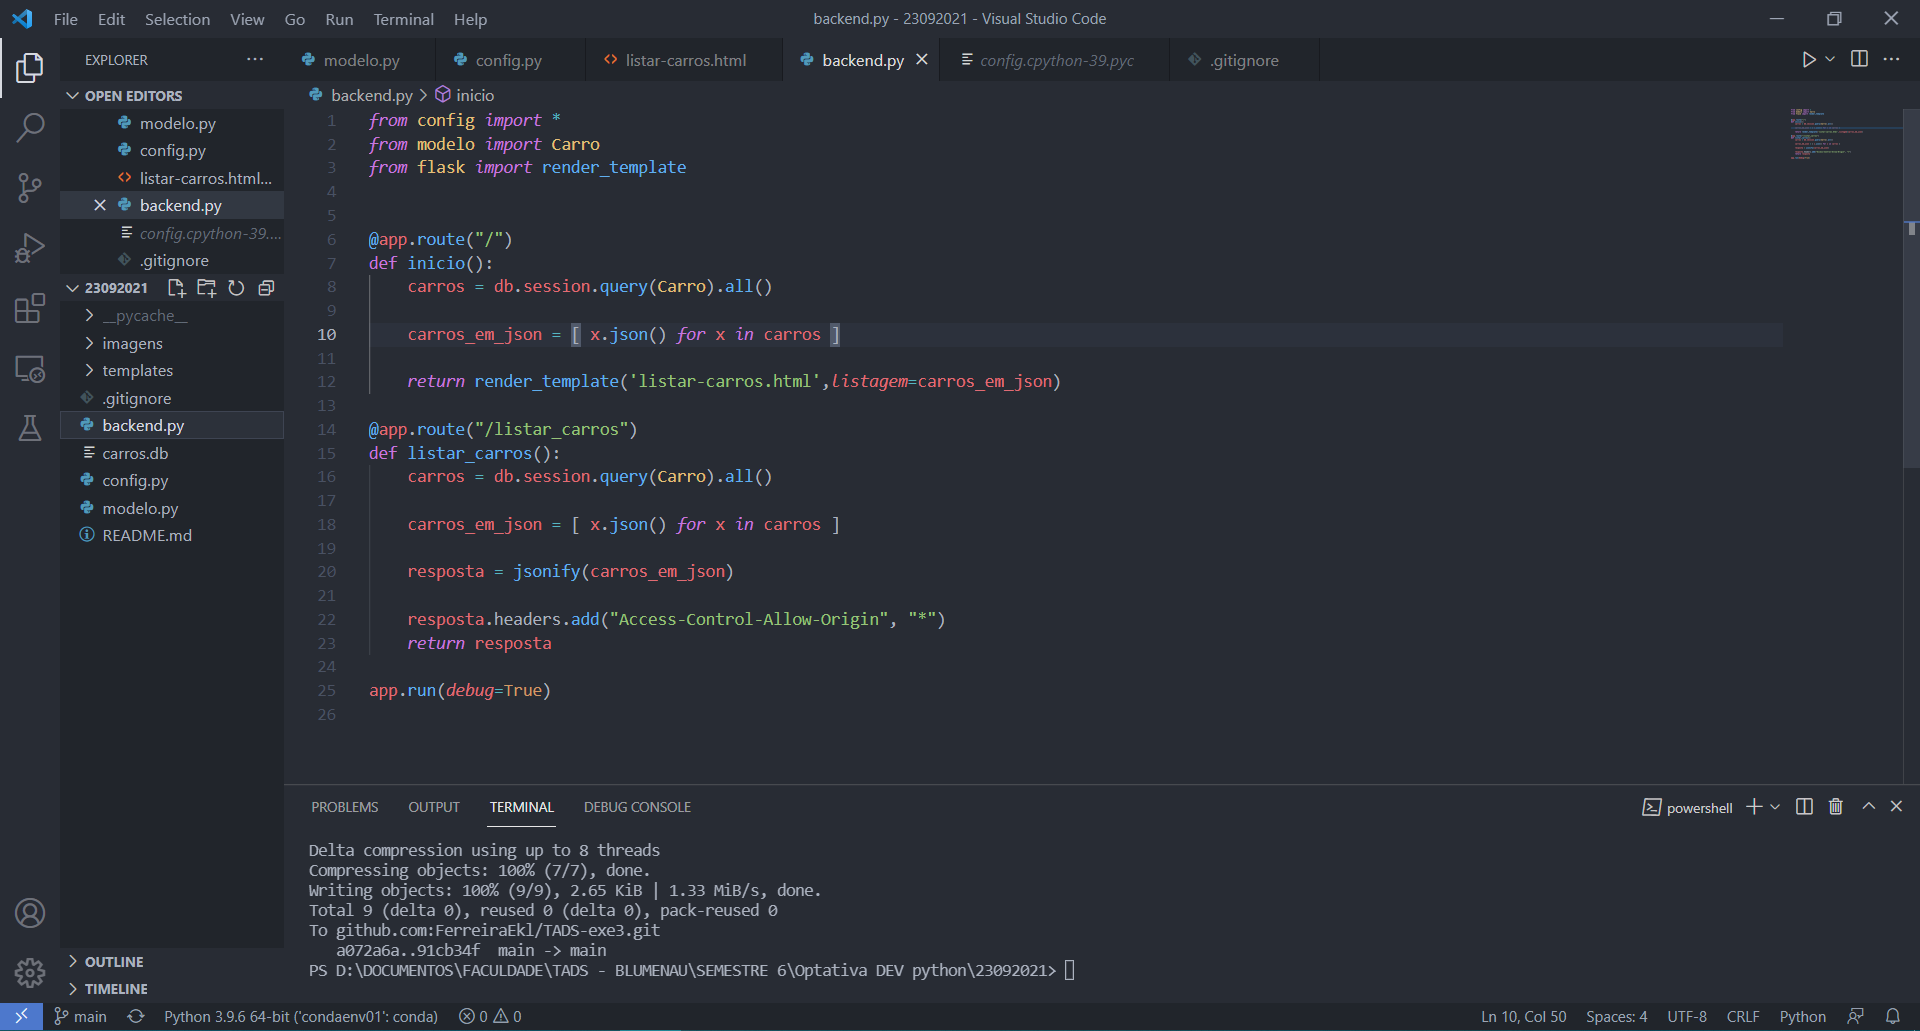 File Edit Selection View Go Run Terminal Help
backend.py - 23092021 - Visual Studio Code
EXPLORER
modelo.py config.py listar-carros.html backend.py config.cpython-39.pyc .gitignore
OPEN EDITORS
modelo.py
config.py
listar-carros.html...
backend.py
config.cpython-39....
.gitignore
23092021
__pycache__
imagens
templates
.gitignore
backend.py
carros.db
config.py
modelo.py
README.md
OUTLINE
TIMELINE
backend.py > inicio
1 from config import *
2 from modelo import Carro
3 from flask import render_template
4
5
6 @app.route("/")
7 def inicio():
8 carros = db.session.query(Carro).all()
9
10 carros_em_json = [ x.json() for x in carros ]
11
12 return render_template('listar-carros.html',listagem=carros_em_json)
13
14 @app.route("/listar_carros")
15 def listar_carros():
16 carros = db.session.query(Carro).all()
17
18 carros_em_json = [ x.json() for x in carros ]
19
20 resposta = jsonify(carros_em_json)
21
22 resposta.headers.add("Access-Control-Allow-Origin", "*")
23 return resposta
24
25 app.run(debug=True)
26
PROBLEMS OUTPUT TERMINAL DEBUG CONSOLE
powershell
Delta compression using up to 8 threads
Compressing objects: 100% (7/7), done.
Writing objects: 100% (9/9), 2.65 KiB | 1.33 MiB/s, done.
Total 9 (delta 0), reused 0 (delta 0), pack-reused 0
To github.com:FerreiraEkl/TADS-exe3.git
a072a6a..91cb34f main -> main
PS D:\DOCUMENTOS\FACULDADE\TADS - BLUMENAU\SEMESTRE 6\Optativa DEV python\23092021>
main Python 3.9.6 64-bit ('condaenv01': conda) 0 0
Ln 10, Col 50 Spaces: 4 UTF-8 CRLF Python